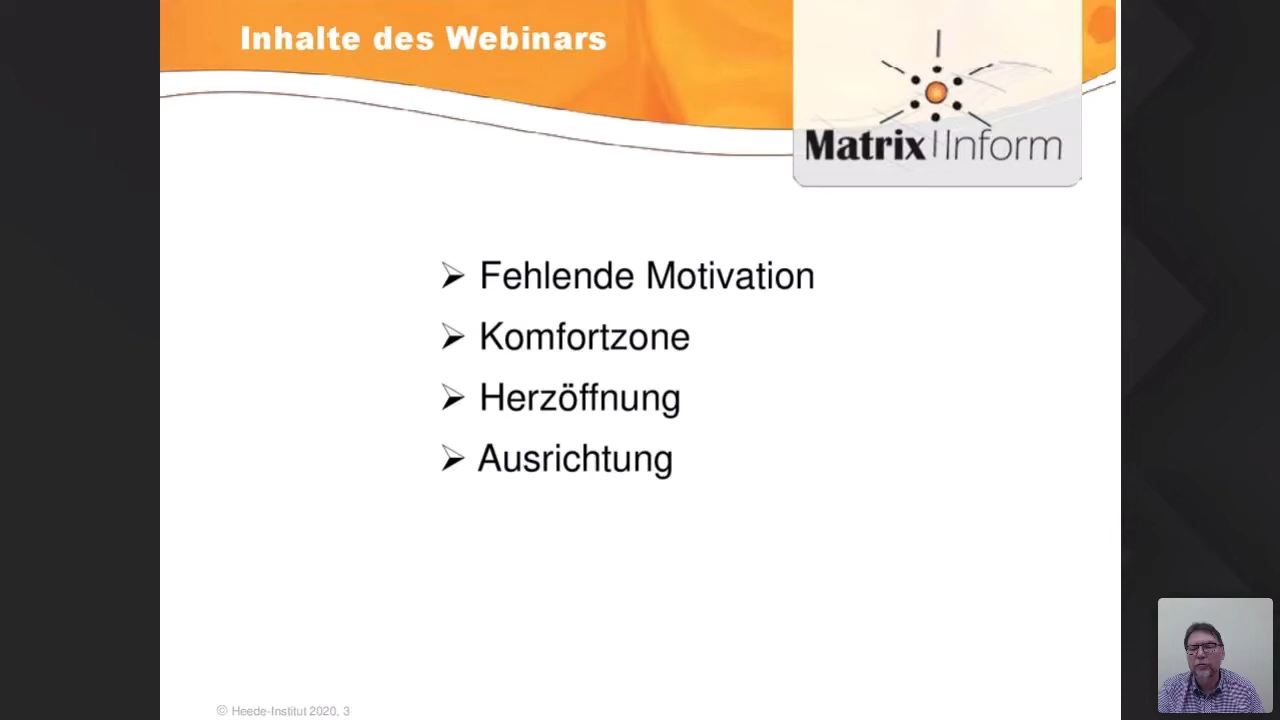 Inhalte des Webinars
Matrix Inform
Fehlende Motivation
Komfortzone
Herzöffnung
Ausrichtung
© Heede-Institut 2020, 3